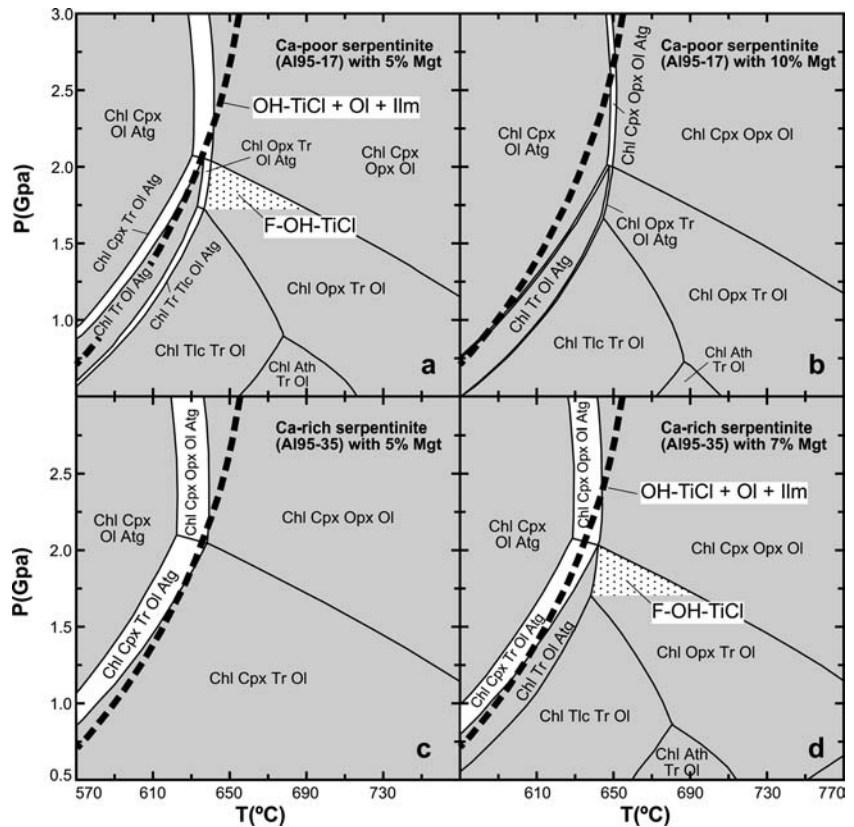 3.0
2.5
2.0
1.5
1.0
P(Gpa)
Ca-poor serpentinite
(Al95-17) with 5% Mgt
OH-TiCl + Ol + Ilm
Chl Cpx
Ol Atg
Chl Opx Tr
Ol Atg
Chl Cpx
Opx Ol
F-OH-TiCl
Chl Cpx Tr Ol Atg
Chl Tr Ol Atg
Chl Tr Tlc Ol Atg
Chl Opx Tr Ol
Chl Tlc Tr Ol
Chl Ath
Tr Ol
a
Ca-poor serpentinite
(Al95-17) with 10% Mgt
Chl Cpx Opx Ol Atg
Chl Cpx
Ol Atg
Chl Cpx Opx Ol
Chl Opx Tr
Ol Atg
Chl Tr Ol Atg
Chl Opx Tr Ol
Chl Tlc Tr Ol
Chl Ath
Tr Ol
b
2.5
2.0
1.5
1.0
0.5
P(Gpa)
Ca-rich serpentinite
(Al95-35) with 5% Mgt
Chl Cpx Opx Ol Atg
Chl Cpx
Ol Atg
Chl Cpx Opx Ol
Chl Cpx Tr Ol Atg
Chl Cpx Tr Ol
c
570
610
650
690
730
T(ºC)
Ca-rich serpentinite
(Al95-35) with 7% Mgt
Chl Cpx Opx Ol Atg
OH-TiCl + Ol + Ilm
Chl Cpx
Ol Atg
Chl Cpx Opx Ol
F-OH-TiCl
Chl Cpx Tr Ol Atg
Chl Tr Ol Atg
Chl Opx Tr Ol
Chl Tlc Tr Ol
Chl Ath
Tr Ol
d
610
650
690
730
770
T(ºC)